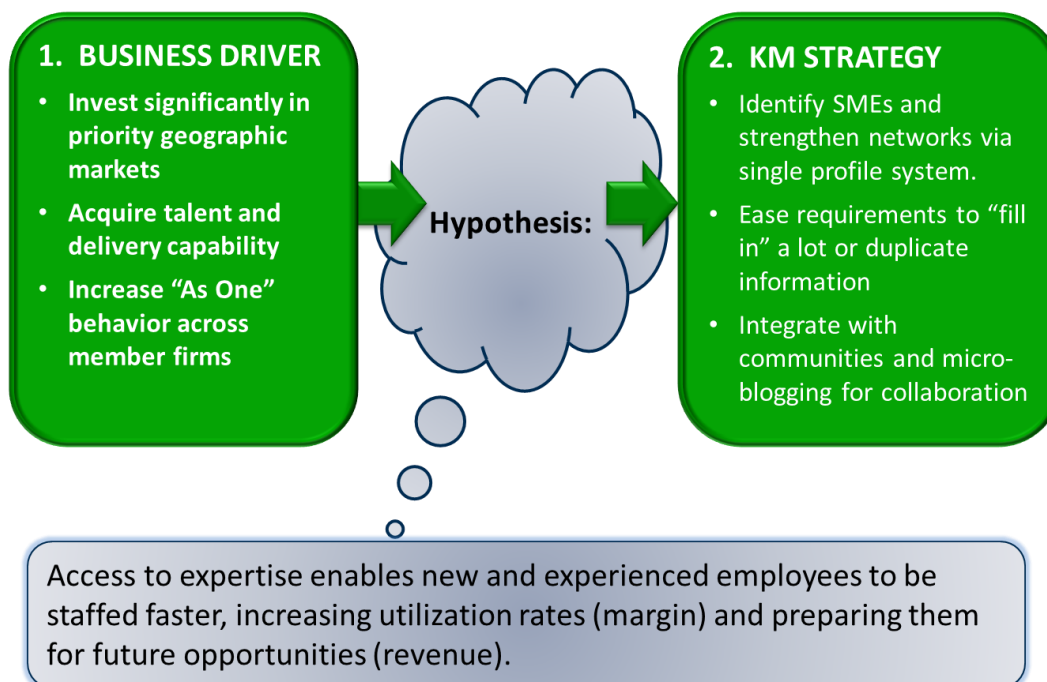 1. BUSINESS DRIVER
• Invest significantly in
priority geographic
markets
• Acquire talent and
delivery capability
• Increase “As One”
behavior across
member firms
Hypothesis:
2. KM STRATEGY
• Identify SMEs and
strengthen networks via
single profile system.
• Ease requirements to “fill
in” a lot or duplicate
information
• Integrate with
communities and micro-
blogging for collaboration
Access to expertise enables new and experienced employees to be
staffed faster, increasing utilization rates (margin) and preparing them
for future opportunities (revenue).